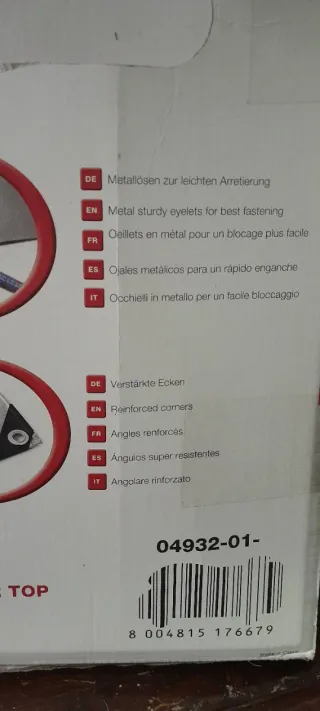 DE Metallösen zur leichten Arretierung
EN Metal sturdy eyelets for best fastening
FR Oeillets en métal pour un blocage plus facile
ES Ojales metálicos para un rápido enganche
IT Occhielli in metallo per un facile bloccaggio
DE Verstärkte Ecken
EN Reinforced corners
FR Angles renforcés
ES Ángulos super resistentes
IT Angolare rinforzato
04932-01-
TOP
8 004815 176679